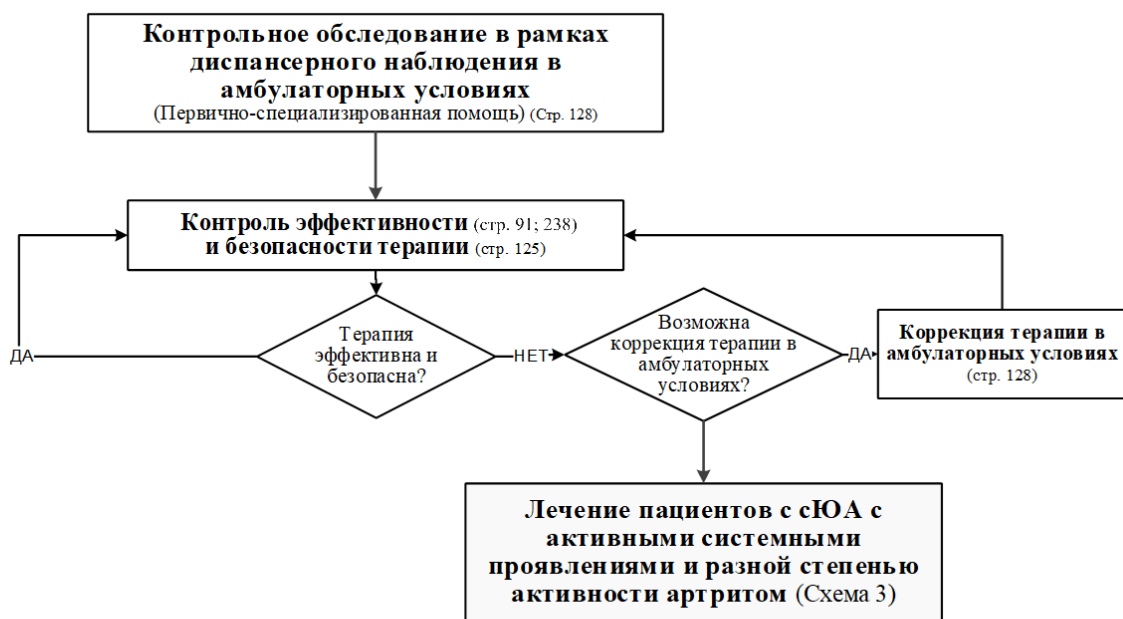 Контрольное обследование в рамках
диспансерного наблюдения в
амбулаторных условиях
(Первично-специализированная помощь) (Стр. 128)
Контроль эффективности (стр. 91; 238)
и безопасности терапии (стр. 125)
Терапия
эффективна и
безопасна?
ДА
НЕТ
Возможна
коррекция терапии в
амбулаторных
условиях?
ДА
Коррекция терапии в
амбулаторных условиях
(стр. 128)
Лечение пациентов с сЮА с
активными системными
проявлениями и разной степенью
активности артритом (Схема 3)